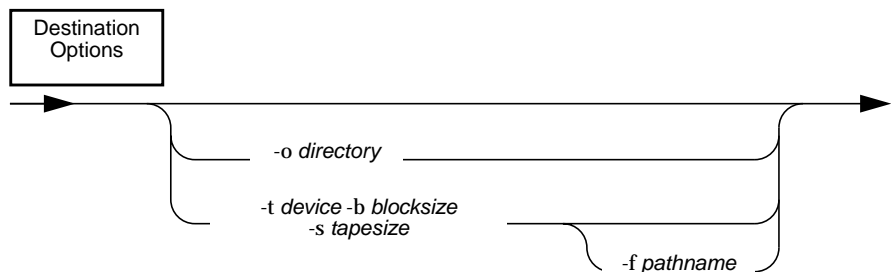 Destination
Options
-o directory
-t device -b blocksize
-s tapesize
-f pathname